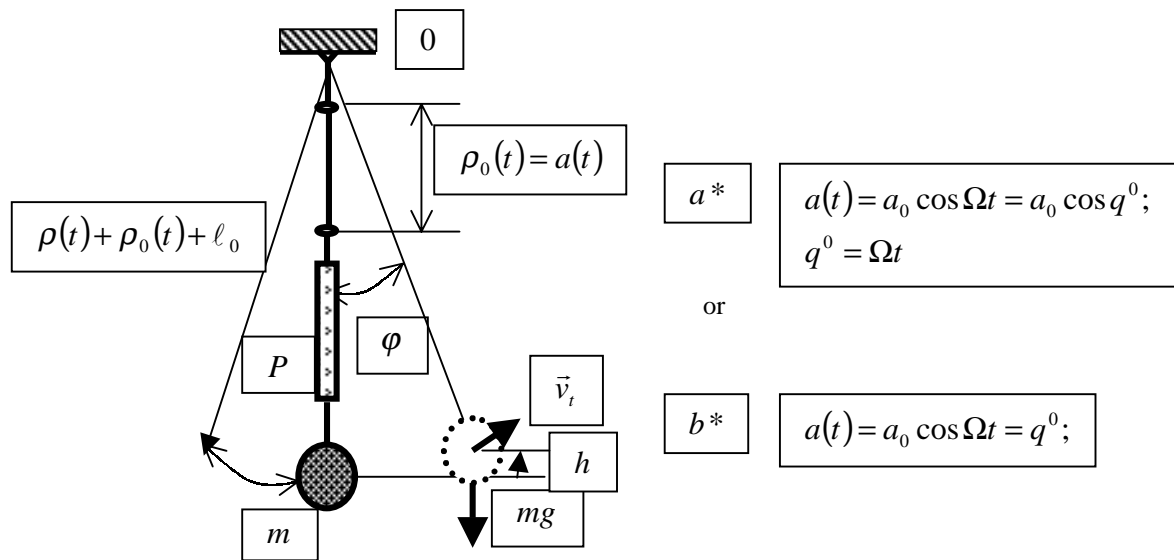 0
ρ₀(t) = a(t)
ρ(t) + ρ₀(t) + ℓ₀
φ
P
v⃗ₜ
h
mg
m
a*
a(t) = a₀ cos Ωt = a₀ cos q⁰;
q⁰ = Ωt
or
b*
a(t) = a₀ cos Ωt = q⁰;